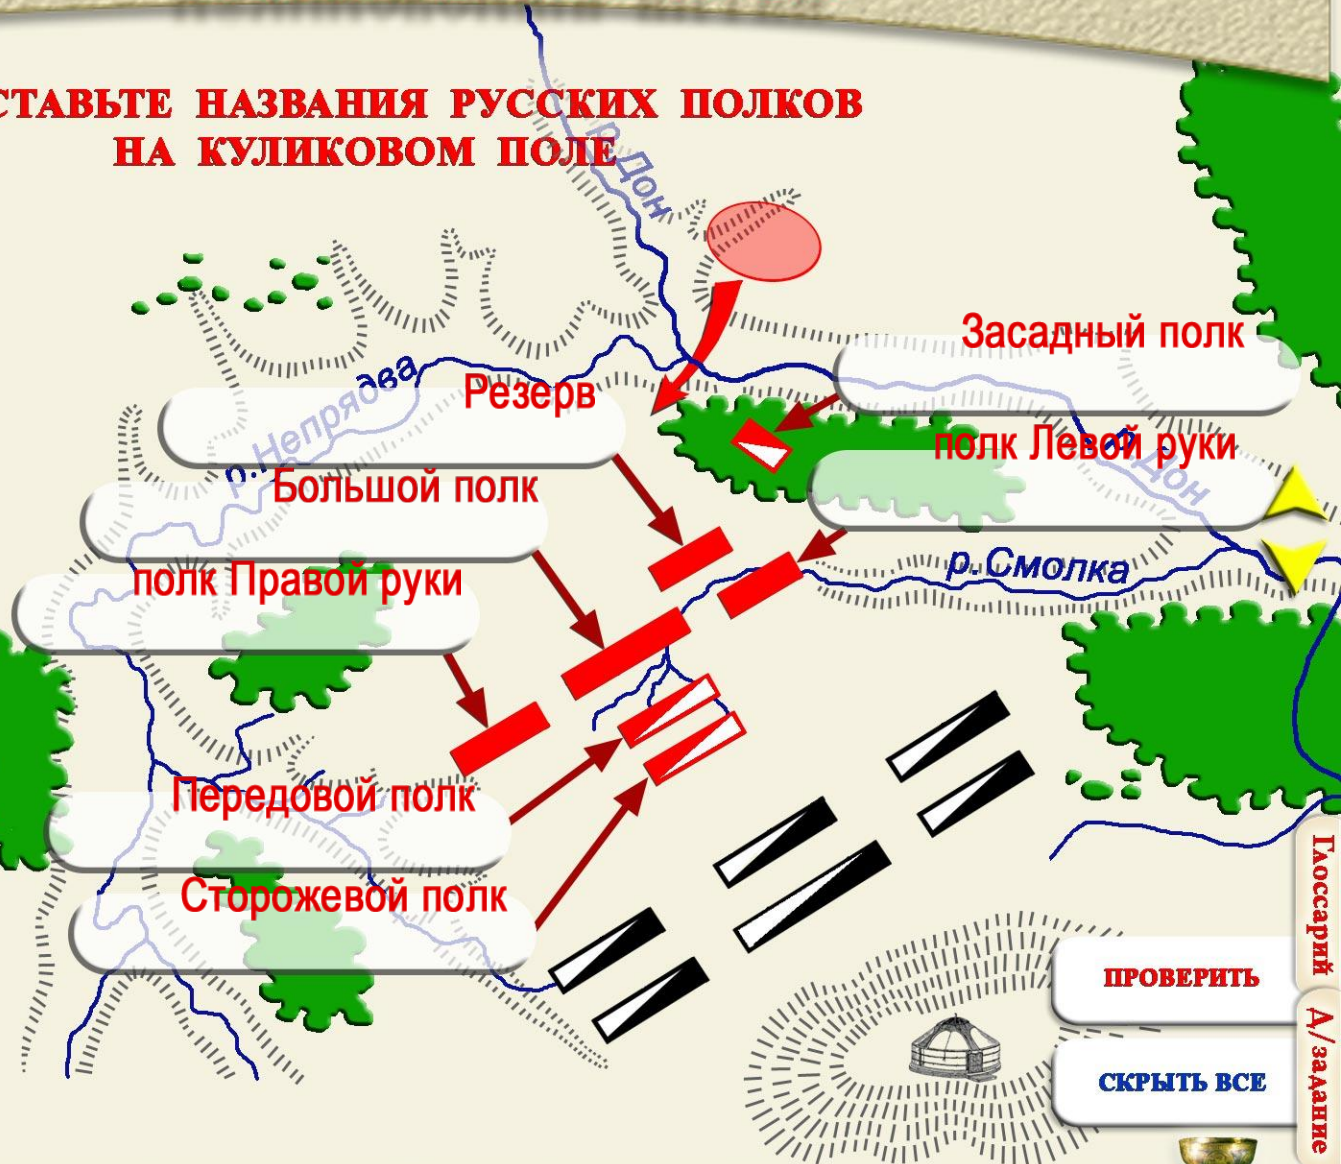 СТАВЬТЕ НАЗВАНИЯ РУССКИХ ПОЛКОВ
НА КУЛИКОВОМ ПОЛЕ
р.Дон
Засадный полк
р.Непрядва
Резерв
полк Левой руки
Дон
Большой полк
р.Смолка
полк Правой руки
Передовой полк
Сторожевой полк
Глоссарий
ПРОВЕРИТЬ
Д/задание
СКРЫТЬ ВСЕ